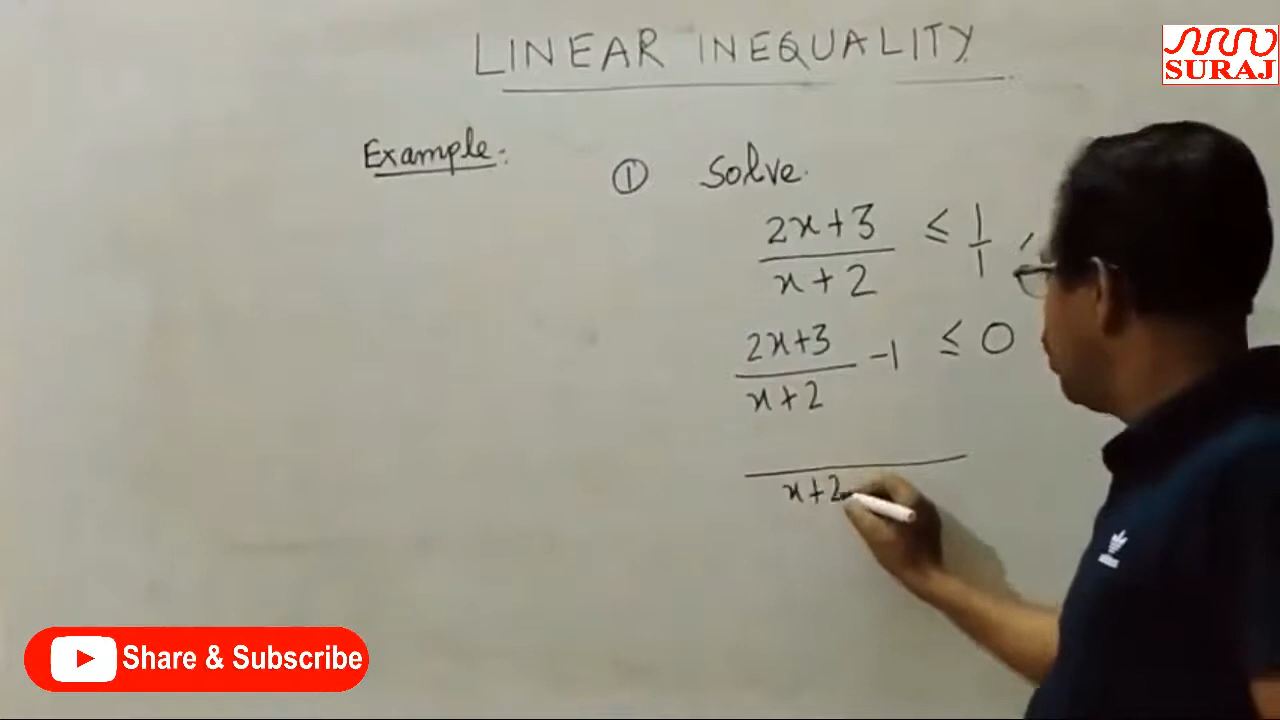 LINEAR INEQUALITY
SURAJ
Example:
① Solve.
2x+3 / x+2 ≤ 1/1
2x+3 / x+2 -1 ≤ 0
x+2
Share & Subscribe